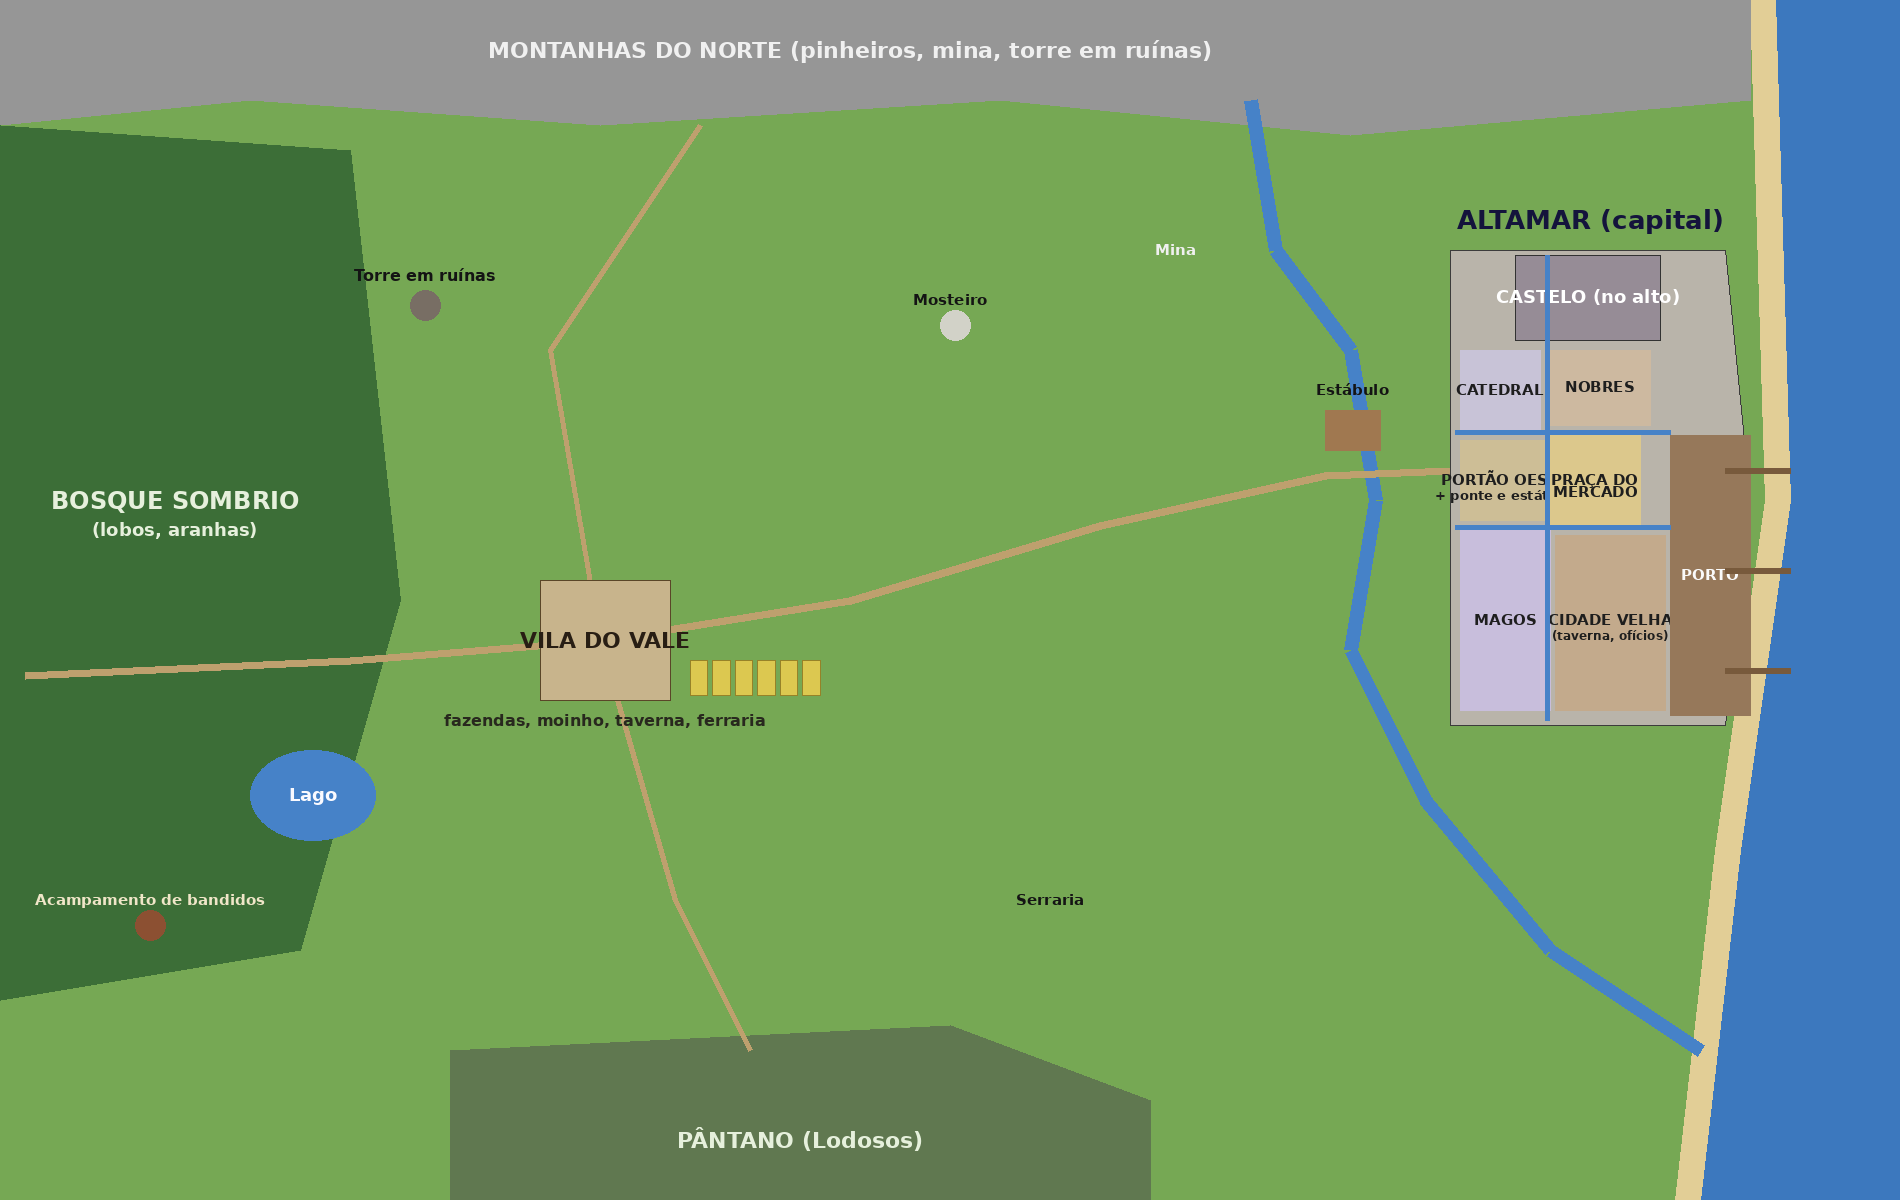 MONTANHAS DO NORTE (pinheiros, mina, torre em ruínas)
ALTAMAR (capital)
Mina
Torre em ruínas
Mosteiro
CASTELO (no alto)
Estábulo
CATEDRAL
NOBRES
BOSQUE SOMBRIO
(lobos, aranhas)
PORTÃO OES
+ ponte e estát
PRAÇA DO
MERCADO
PORTO
MAGOS
CIDADE VELHA
(taverna, ofícios)
VILA DO VALE
fazendas, moinho, taverna, ferraria
Lago
Acampamento de bandidos
Serraria
PÂNTANO (Lodosos)